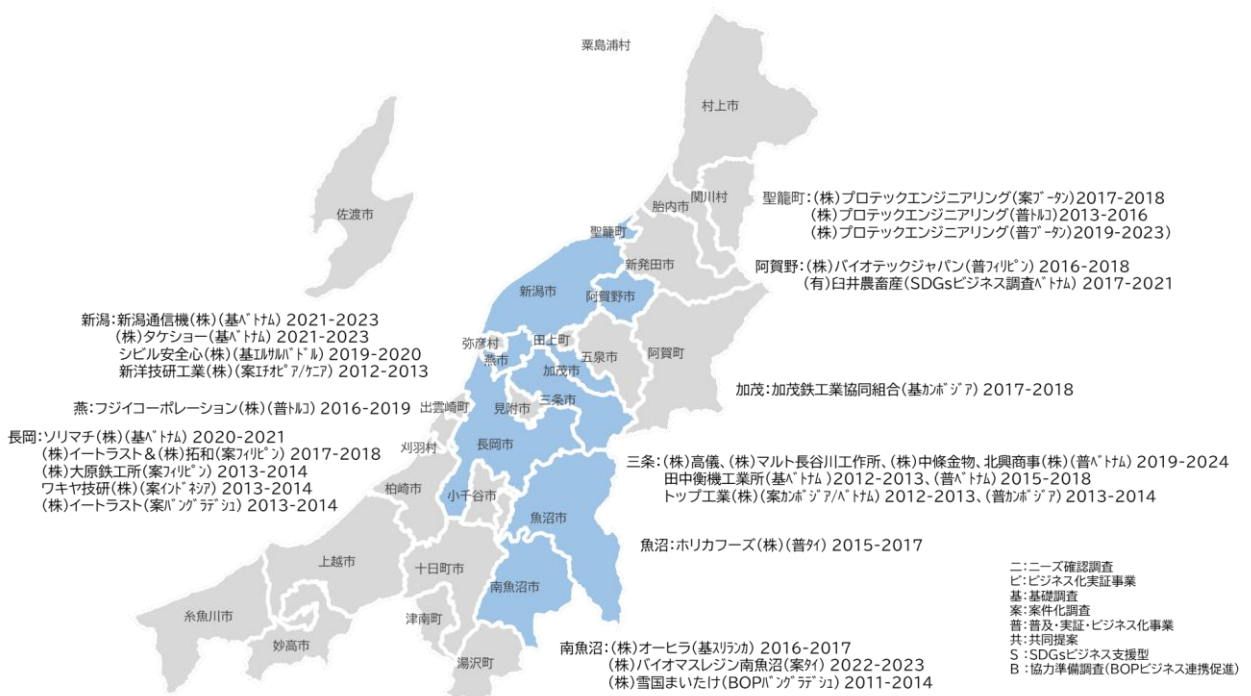 粟島浦村
村上市
関川村
胎内市
佐渡市
聖籠町
新発田市
新潟市
阿賀野市
弥彦村
田上町
五泉市
阿賀町
燕市
加茂市
出雲崎町
見附市
三条市
長岡市
刈羽村
柏崎市
小千谷市
魚沼市
上越市
十日町市
南魚沼市
糸魚川市
津南町
妙高市
湯沢町
聖籠町：(株)プロテックエンジニアリング(案ﾌﾞｰﾀﾝ) 2017-2018
(株)プロテックエンジニアリング(普ﾄﾙｺ) 2013-2016
(株)プロテックエンジニアリング(普ﾌﾞｰﾀﾝ)2019-2023)
阿賀野：(株)バイオテックジャパン(普ﾌｨﾘﾋﾟﾝ) 2016-2018
(有)臼井農畜産(SDGsビジネス調査ﾍﾞﾄﾅﾑ) 2017-2021
新潟：新潟通信機(株)(基ﾍﾞﾄﾅﾑ) 2021-2023
(株)タケショー(基ﾍﾞﾄﾅﾑ) 2021-2023
シビル安全心(株)(基ｴﾙｻﾙﾊﾞﾄﾞﾙ) 2019-2020
新洋技研工業(株)(案ｴﾁｵﾋﾟｱ/ｹﾆｱ) 2012-2013
加茂：加茂鉄工業協同組合(基ｶﾝﾎﾞｼﾞｱ) 2017-2018
燕：フジイコーポレーション(株)(普ﾄﾙｺ) 2016-2019
長岡：ソリマチ(株)(基ﾍﾞﾄﾅﾑ) 2020-2021
(株)イートラスト&(株)拓和(案ﾌｨﾘﾋﾟﾝ) 2017-2018
(株)大原鉄工所(案ﾌｨﾘﾋﾟﾝ) 2013-2014
ワキヤ技研(株)(案ｲﾝﾄﾞﾈｼｱ) 2013-2014
(株)イートラスト(案ﾊﾞﾝｸﾞﾗﾃﾞｼｭ) 2013-2014
三条：(株)高儀、(株)マルト長谷川工作所、(株)中條金物、北興商事(株)(普ﾍﾞﾄﾅﾑ) 2019-2024
田中衡機工業所(基ﾍﾞﾄﾅﾑ )2012-2013、(普ﾍﾞﾄﾅﾑ) 2015-2018
トップ工業(株)(案ｶﾝﾎﾞｼﾞｱ/ﾍﾞﾄﾅﾑ) 2012-2013、(普ｶﾝﾎﾞｼﾞｱ) 2013-2014
魚沼：ホリカフーズ(株)(普ﾀｲ) 2015-2017
南魚沼：(株)オーヒラ(基ｽﾘﾗﾝｶ) 2016-2017
(株)バイオマスレジン南魚沼(案ﾀｲ) 2022-2023
(株)雪国まいたけ(BOPﾊﾞﾝｸﾞﾗﾃﾞｼｭ) 2011-2014
ニ：ニーズ確認調査
ビ：ビジネス化実証事業
基：基礎調査
案：案件化調査
普：普及・実証・ビジネス化事業
共：共同提案
S：SDGsビジネス支援型
B：協力準備調査(BOPビジネス連携促進)